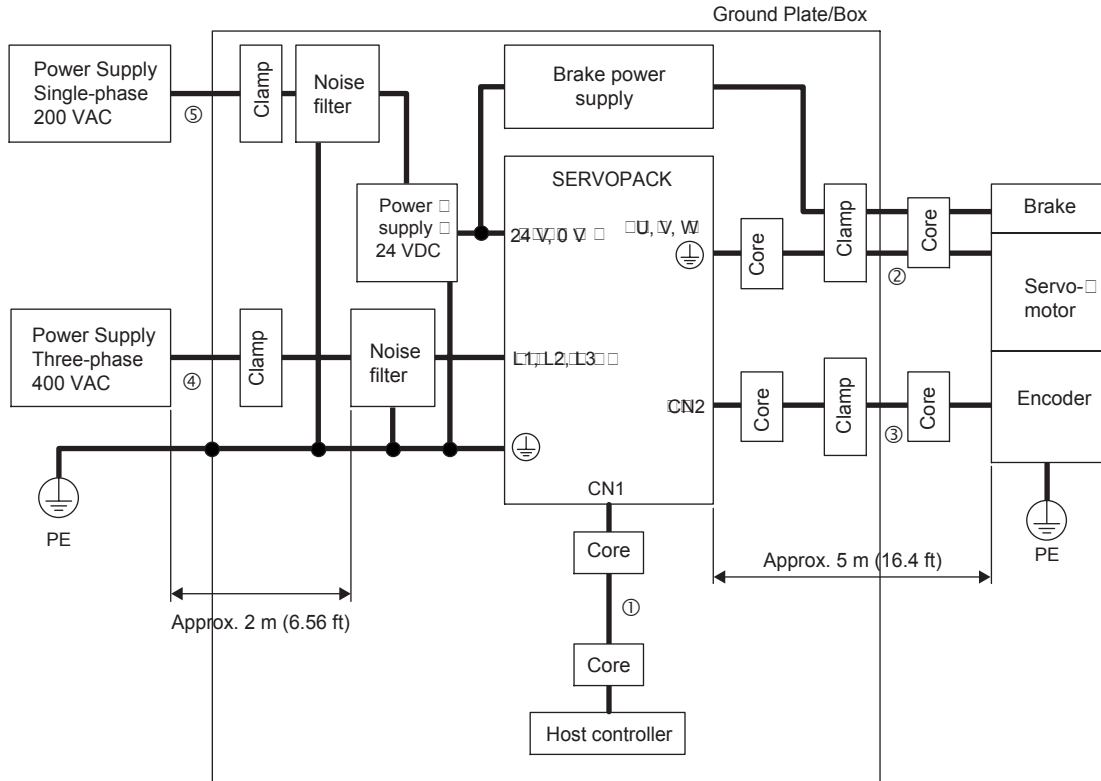 Ground Plate/Box
Power Supply
Single-phase
200 VAC
⑤
Clamp
Noise
filter
Brake power
supply
SERVOPACK
Power □
supply □
24 VDC
24 V, 0 V
U, V, W
Core
Clamp
Core
②
Brake
Servo-□
motor
Power Supply
Three-phase
400 VAC
④
Clamp
Noise
filter
L1, L2, L3
CN2
Core
Clamp
Core
③
Encoder
PE
CN1
Core
①
Core
Host controller
Approx. 2 m (6.56 ft)
Approx. 5 m (16.4 ft)
PE